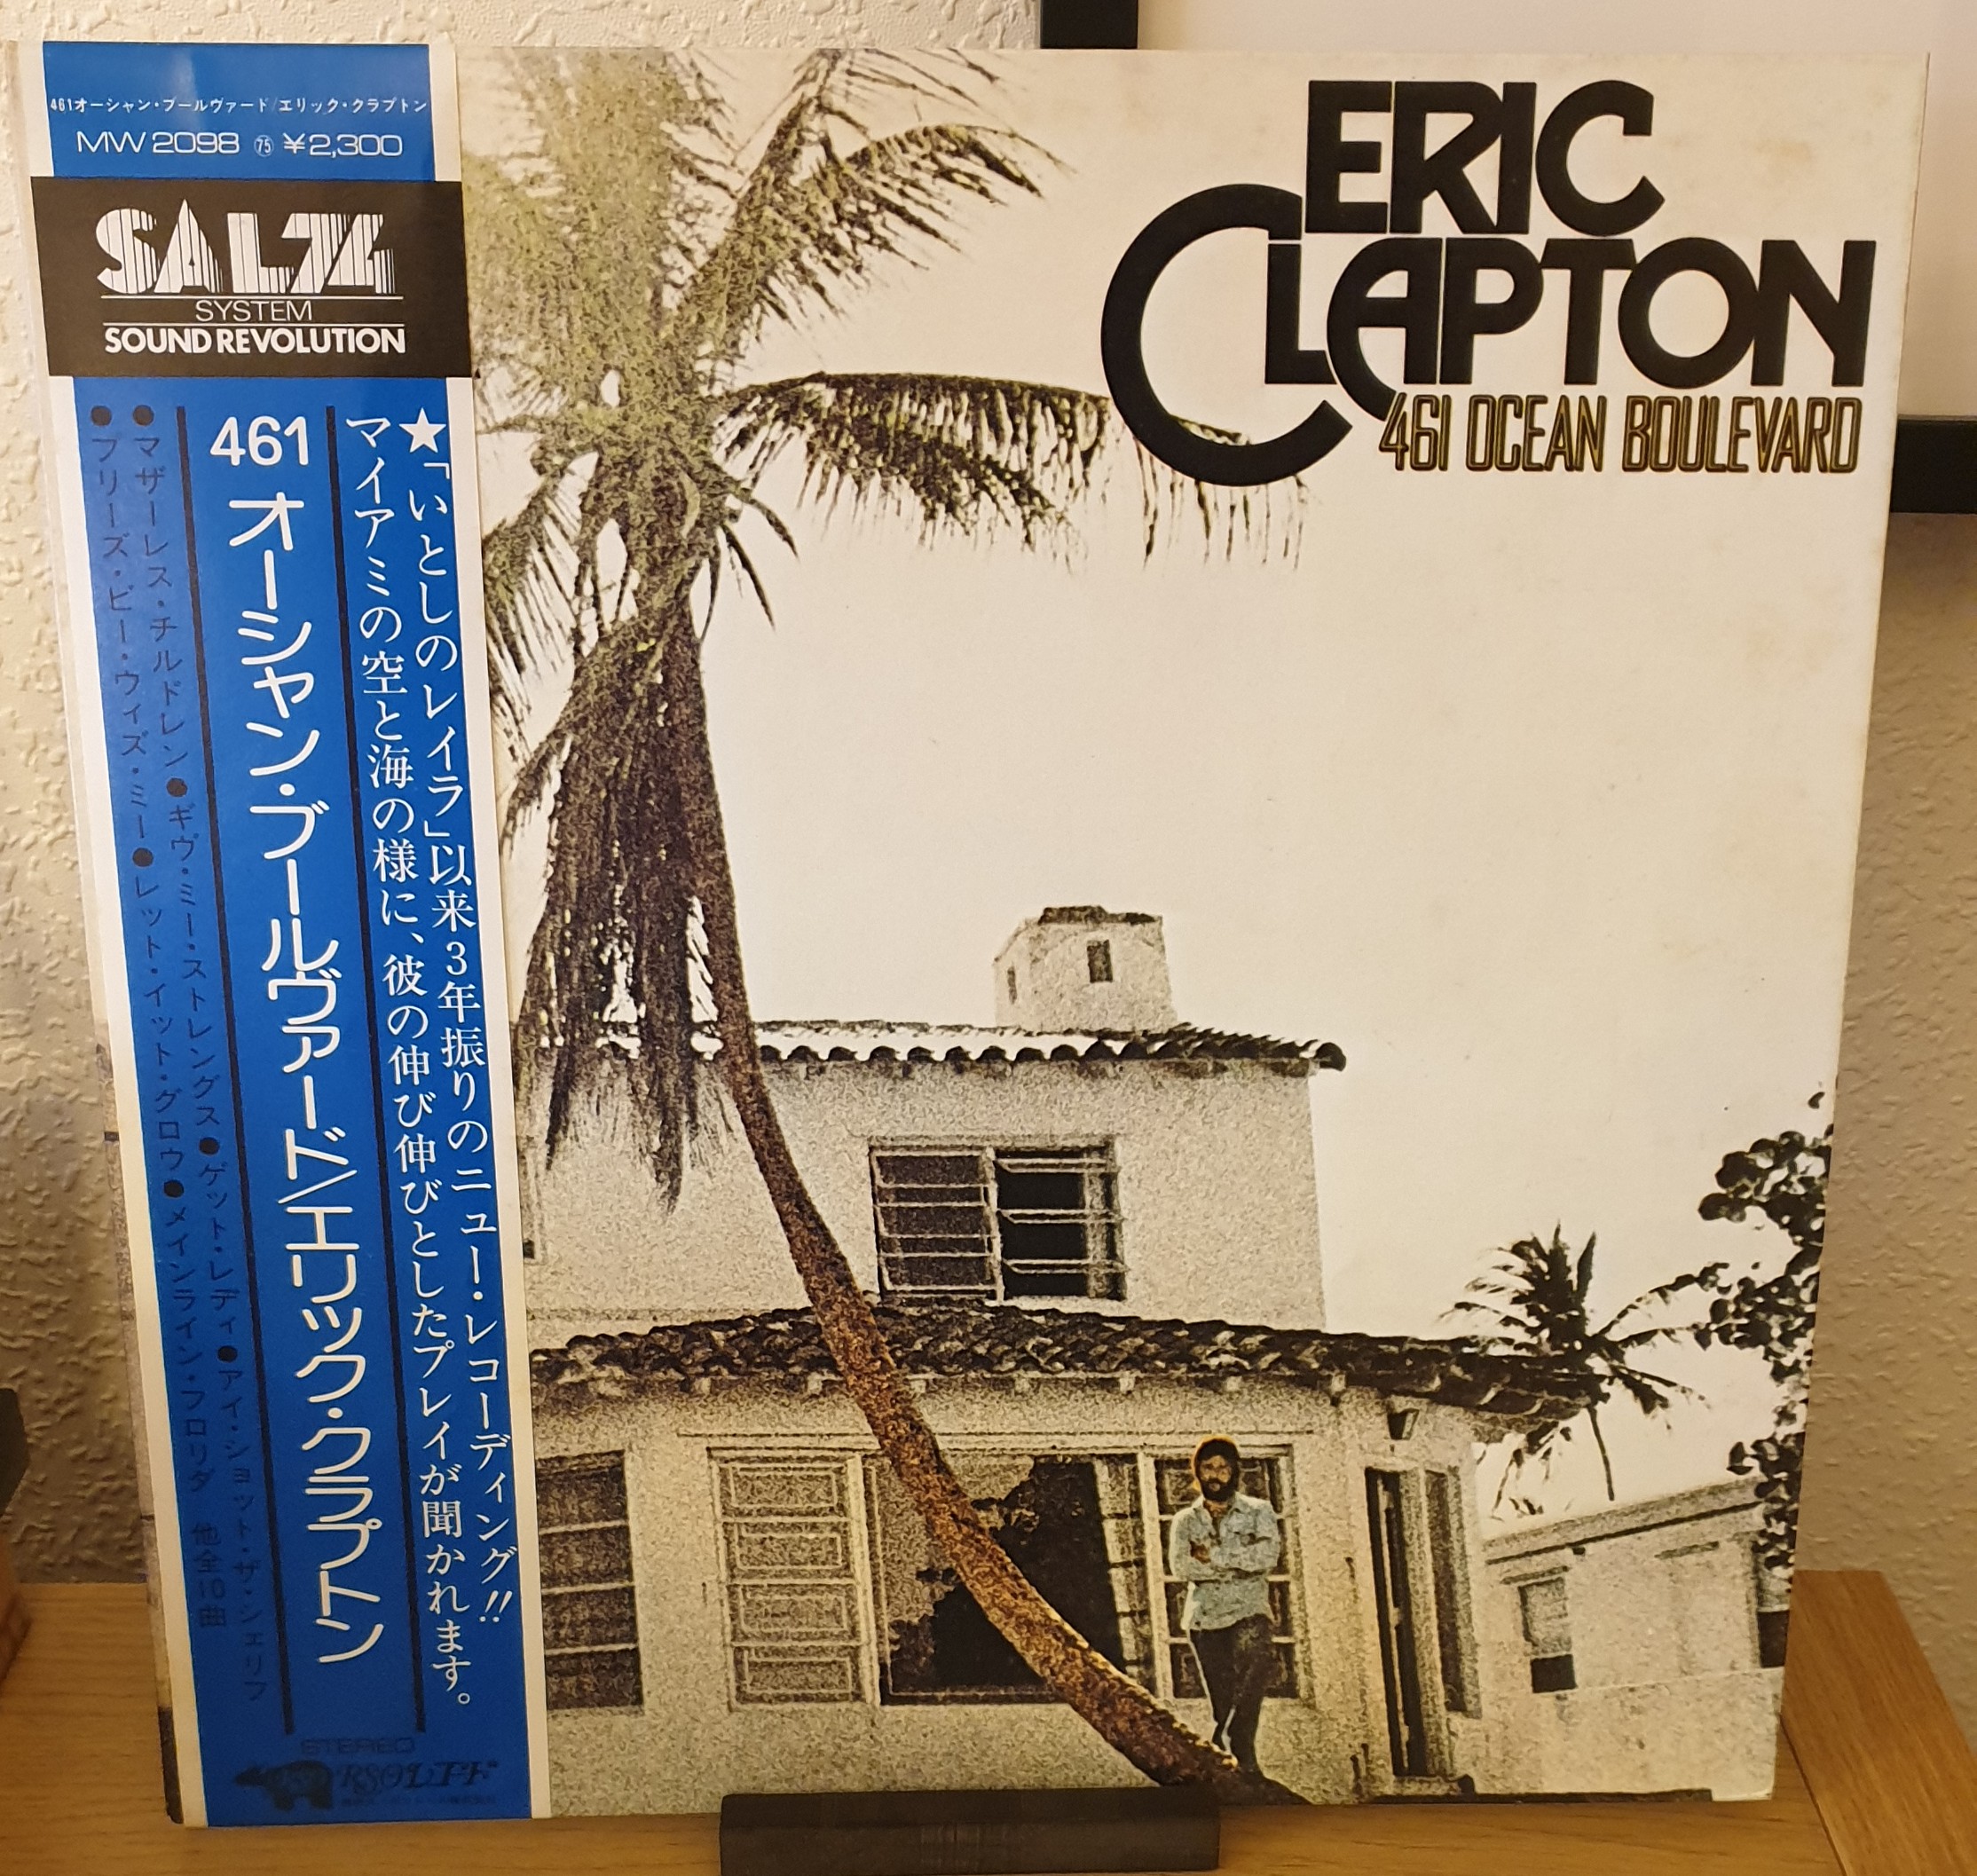 461オーシャン・ブールヴァード/エリック・クラプトン
MW 2098 ㊆ ¥2,300
SAL74
SYSTEM
SOUND REVOLUTION
★「いとしのレイラ」以来3年振りのニュー・レコーディング!!
マイアミの空と海の様に、彼の伸び伸びとしたプレイが聞かれます。
461 オーシャン・ブールヴァード/エリック・クラプトン
●マザーレス・チルドレン●ギヴ・ミー・ストレングス●ゲット・レディ●アイ・ショット・ザ・シェリフ
●プリーズ・ビー・ウィズ・ミー●レット・イット・グロウ●メインライン・フロリダ 他全10曲
STEREO
RSOレコード
ERIC
CLAPTON
461 OCEAN BOULEVARD